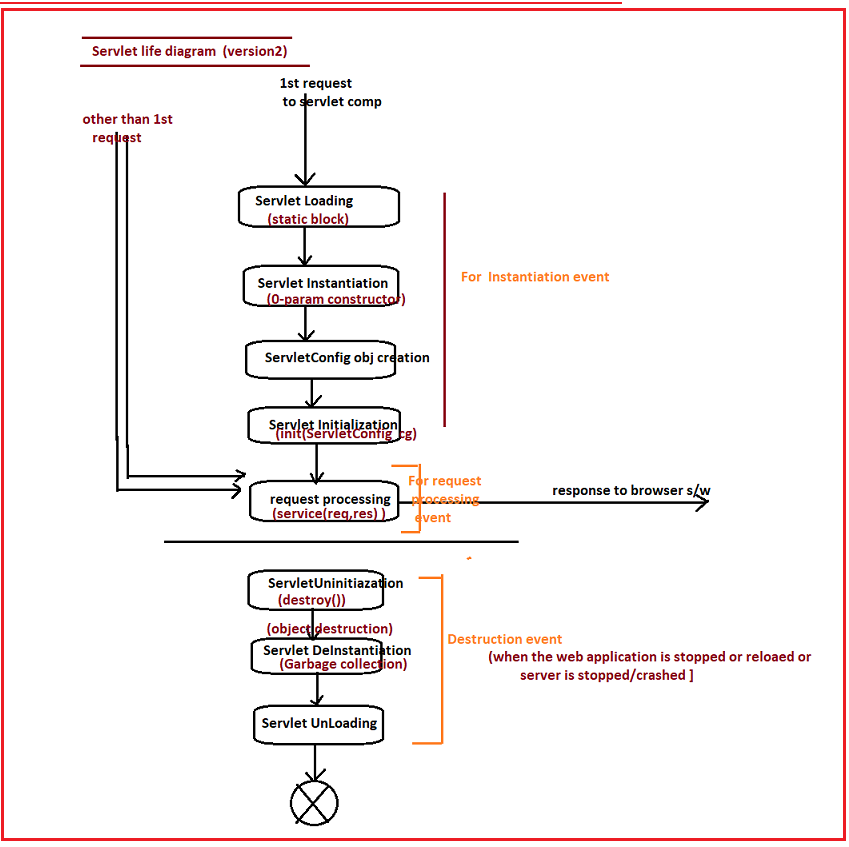 Servlet life diagram (version2)
1st request
to servlet comp
other than 1st
request
Servlet Loading
(static block)
For Instantiation event
Servlet Instantiation
(0-param constructor)
ServletConfig obj creation
Servlet Initialization
(init(ServletConfig cg)
For request
processing
event
request processing
(service(req,res) )
response to browser s/w
ServletUninitiazation
(destroy())
(object destruction)
Servlet DeInstantiation
(Garbage collection)
Destruction event
(when the web application is stopped or reloaed or
server is stopped/crashed ]
Servlet UnLoading